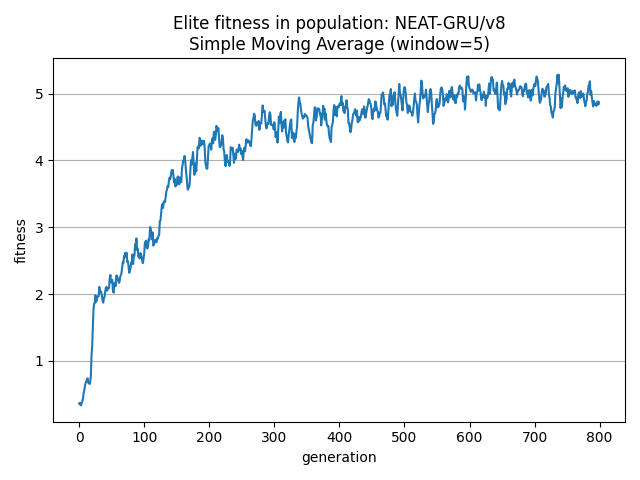 Elite fitness in population: NEAT-GRU/v8
Simple Moving Average (window=5)
fitness
5
4
3
2
1
0 100 200 300 400 500 600 700 800
generation